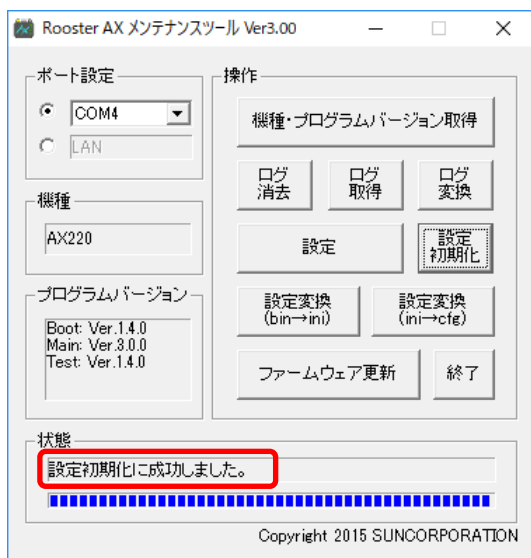 Rooster AX メンテナンスツール Ver3.00
ポート設定
COM4
LAN
機種
AX220
プログラムバージョン
Boot: Ver.1.4.0
Main: Ver.3.0.0
Test: Ver.1.4.0
操作
機種・プログラムバージョン取得
ログ
消去
ログ
取得
ログ
変換
設定
設定
初期化
設定変換
(bin→ini)
設定変換
(ini→cfg)
ファームウェア更新
終了
状態
設定初期化に成功しました。
Copyright 2015 SUNCORPORATION